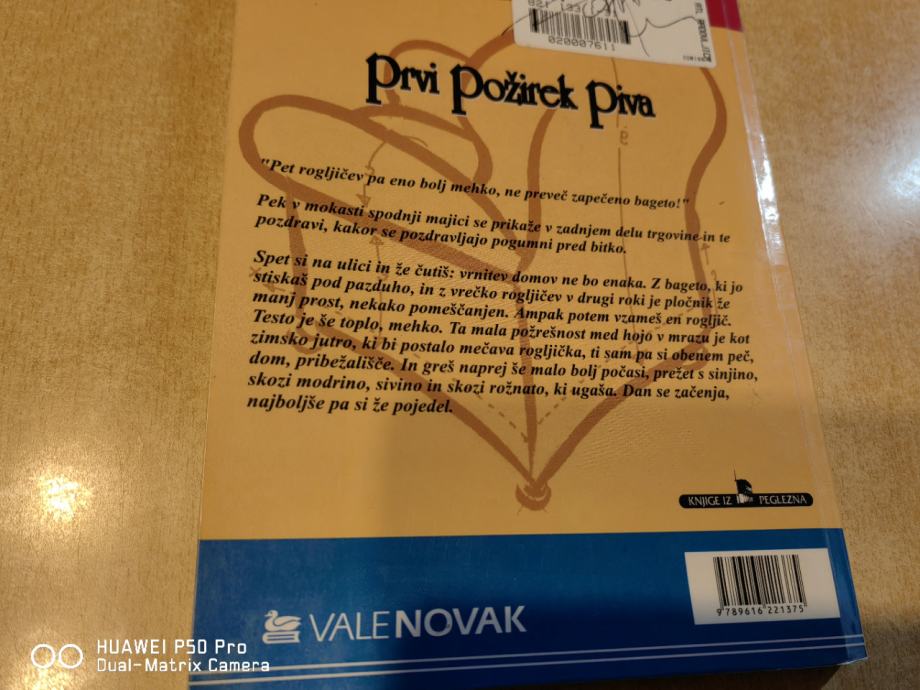 020007611
Prvi Požirek Piva
"Pet rogljičev pa eno bolj mehko, ne preveč zapečeno bageto!"
Pek v mokasti spodnji majici se prikaže v zadnjem delu trgovine in te
pozdravi, kakor se pozdravljajo pogumni pred bitko.
Spet si na ulici in že čutiš: vrnitev domov ne bo enaka. Z bageto, ki jo
stiskaš pod pazduho, in z vrečko rogljičev v drugi roki je pločnik že
manj prost, nekako pomeščanjen. Ampak potem vzameš en rogljič.
Testo je še toplo, mehko. Ta mala požrešnost med hojo v mrazu je kot
zimsko jutro, ki bi postalo mečava rogljička, ti sam pa si obenem peč,
dom, pribežališče. In greš naprej še malo bolj počasi, prežet s sinjino,
skozi modrino, sivino in skozi rožnato, ki ugaša. Dan se začenja,
najboljše pa si že pojedel.
KNJIGE IZ PEGLEZNA
9 789616 221375
VALENOVAK
HUAWEI P50 Pro
Dual-Matrix Camera